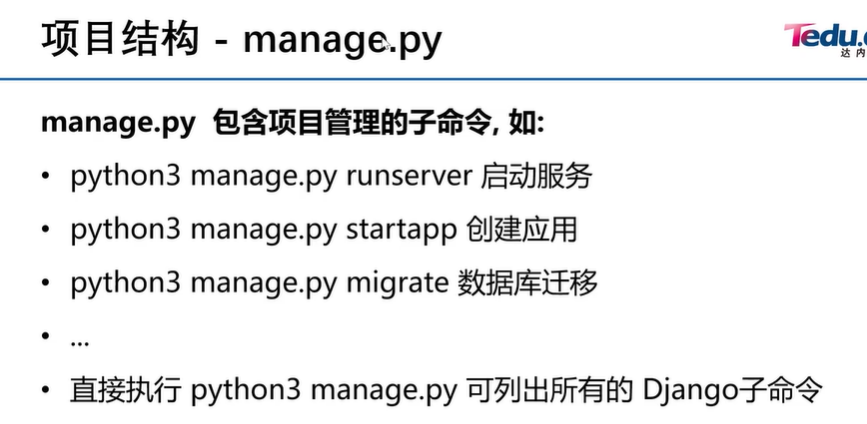 项目结构 - manage.py
Tedu.c
达内
manage.py 包含项目管理的子命令, 如:
• python3 manage.py runserver 启动服务
• python3 manage.py startapp 创建应用
• python3 manage.py migrate 数据库迁移
• ...
• 直接执行 python3 manage.py 可列出所有的 Django子命令